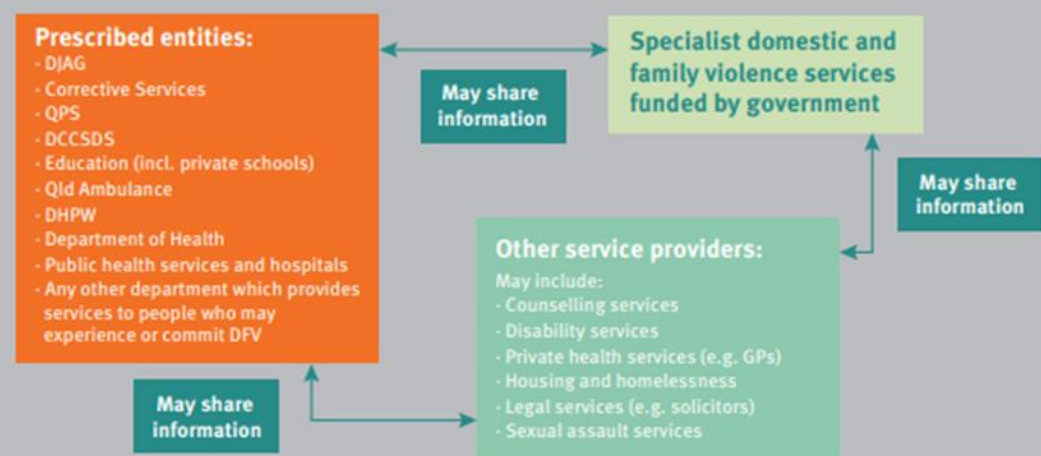 Prescribed entities:
· DJAG
· Corrective Services
· QPS
· DCCSDS
· Education (incl. private schools)
· Qld Ambulance
· DHPW
· Department of Health
· Public health services and hospitals
· Any other department which provides
services to people who may
experience or commit DFV
May share
information
Specialist domestic and
family violence services
funded by government
May share
information
Other service providers:
May include:
· Counselling services
· Disability services
· Private health services (e.g. GPs)
· Housing and homelessness
· Legal services (e.g. solicitors)
· Sexual assault services
May share
information